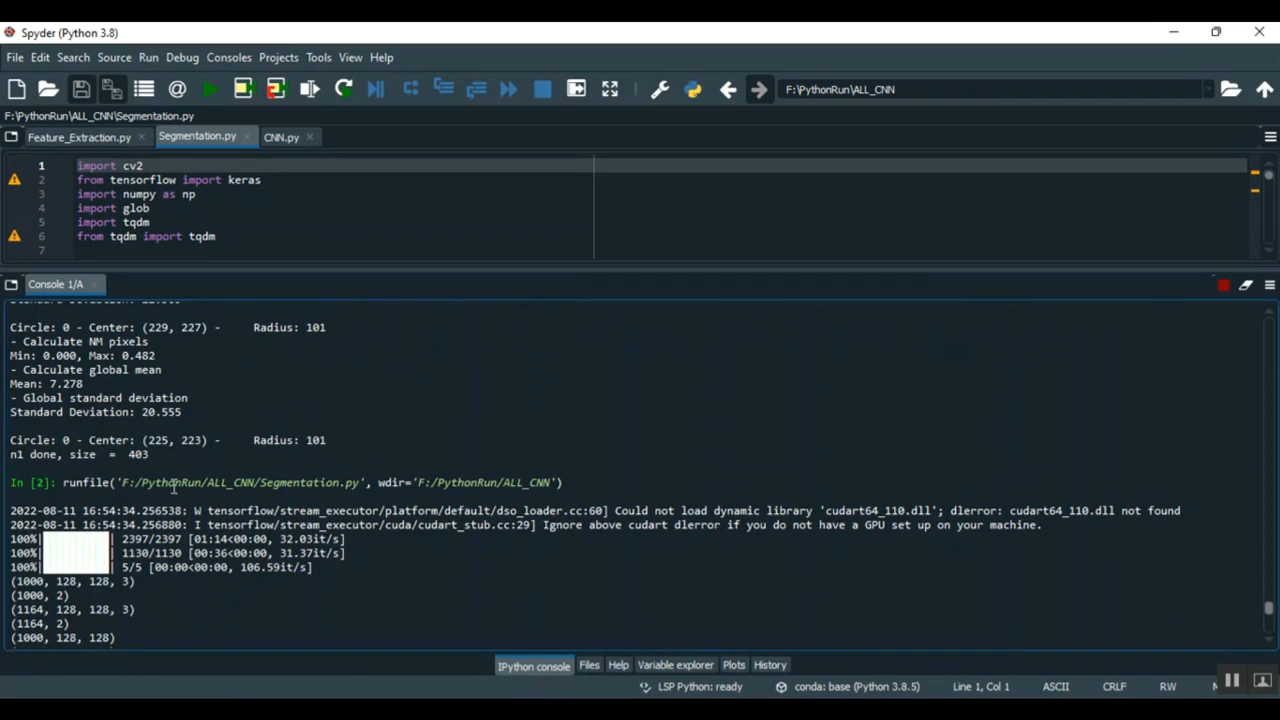 Spyder (Python 3.8)
File Edit Search Source Run Debug Consoles Projects Tools View Help
F:\PythonRun\ALL_CNN
F:\PythonRun\ALL_CNN\Segmentation.py
Feature_Extraction.py Segmentation.py CNN.py
1 import cv2
2 from tensorflow import keras
3 import numpy as np
4 import glob
5 import tqdm
6 from tqdm import tqdm
7
Console 1/A
Circle: 0 - Center: (229, 227) - Radius: 101
- Calculate NM pixels
Min: 0.000, Max: 0.482
- Calculate global mean
Mean: 7.278
- Global standard deviation
Standard Deviation: 20.555
Circle: 0 - Center: (225, 223) - Radius: 101
n1 done, size = 403
In [2]: runfile('F:/PythonRun/ALL_CNN/Segmentation.py', wdir='F:/PythonRun/ALL_CNN')
2022-08-11 16:54:34.256538: W tensorflow/stream_executor/platform/default/dso_loader.cc:60] Could not load dynamic library 'cudart64_110.dll'; dlerror: cudart64_110.dll not found
2022-08-11 16:54:34.256880: I tensorflow/stream_executor/cuda/cudart_stub.cc:29] Ignore above cudart dlerror if you do not have a GPU set up on your machine.
100%| | 2397/2397 [01:14<00:00, 32.03it/s]
100%| | 1130/1130 [00:36<00:00, 31.37it/s]
100%| | 5/5 [00:00<00:00, 106.59it/s]
(1000, 128, 128, 3)
(1000, 2)
(1164, 128, 128, 3)
(1164, 2)
(1000, 128, 128)
IPython console Files Help Variable explorer Plots History
LSP Python: ready conda: base (Python 3.8.5) Line 1, Col 1 ASCII CRLF RW